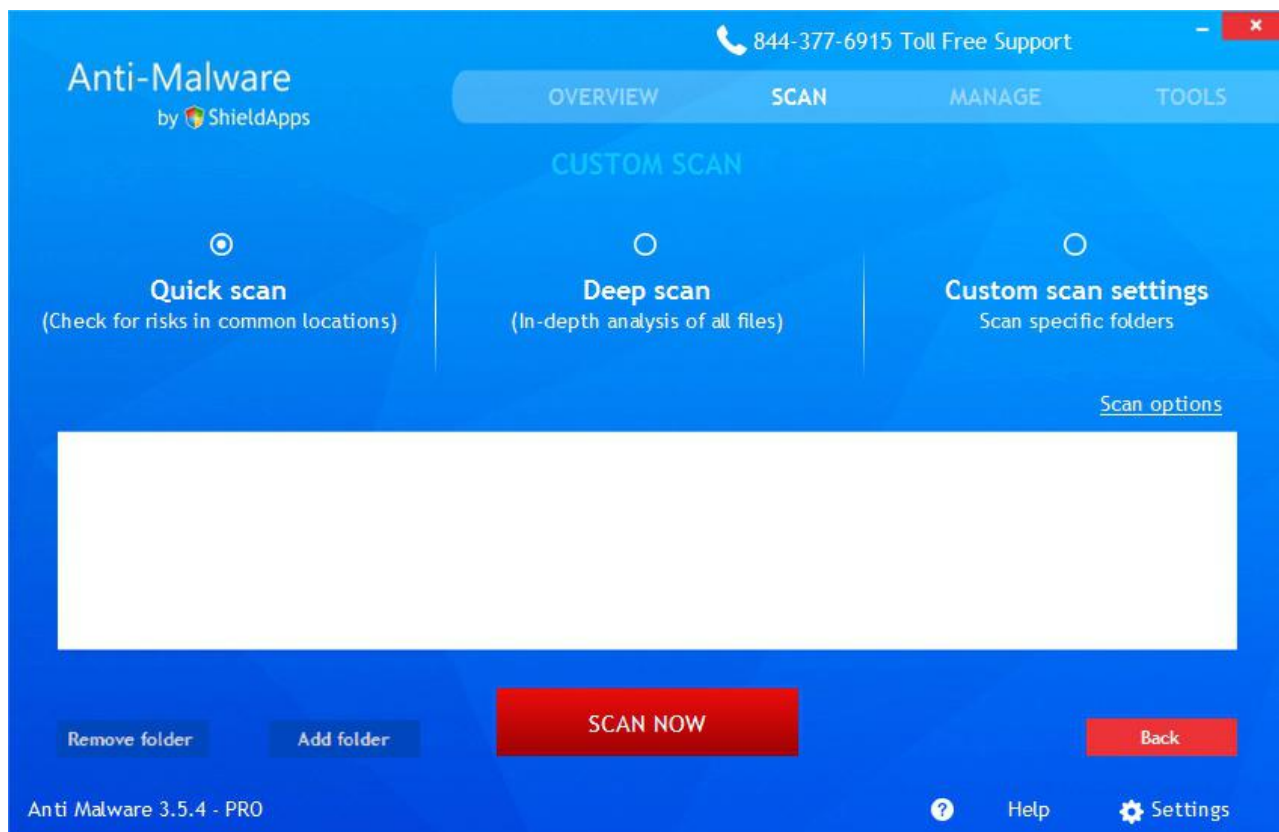 844-377-6915 Toll Free Support
Anti-Malware
by ShieldApps
OVERVIEW SCAN MANAGE TOOLS
CUSTOM SCAN
Quick scan
(Check for risks in common locations)
Deep scan
(In-depth analysis of all files)
Custom scan settings
Scan specific folders
Scan options
Remove folder
Add folder
SCAN NOW
Back
Anti Malware 3.5.4 - PRO
? Help
Settings